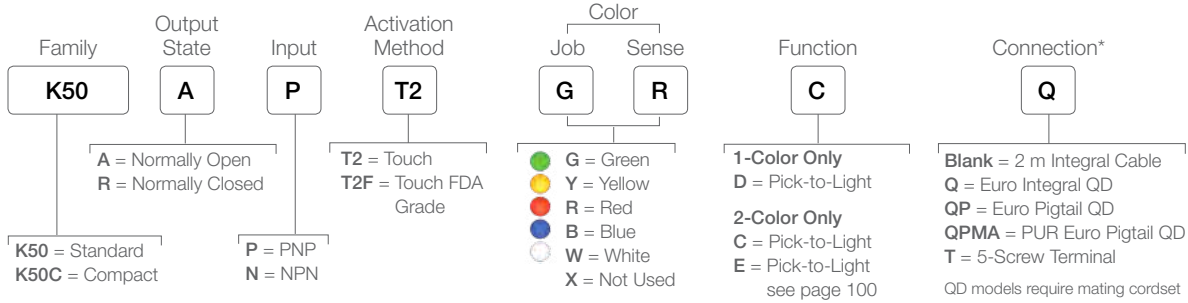 Color
Family
Output
State
Input
Activation
Method
Job
Sense
Function
Connection*
K50
A
P
T2
G
R
C
Q
K50 = Standard
K50C = Compact
A = Normally Open
R = Normally Closed
P = PNP
N = NPN
T2 = Touch
T2F = Touch FDA
Grade
G = Green
Y = Yellow
R = Red
B = Blue
W = White
X = Not Used
1-Color Only
D = Pick-to-Light
2-Color Only
C = Pick-to-Light
E = Pick-to-Light
see page 100
Blank = 2 m Integral Cable
Q = Euro Integral QD
QP = Euro Pigtail QD
QPMA = PUR Euro Pigtail QD
T = 5-Screw Terminal
QD models require mating cordset